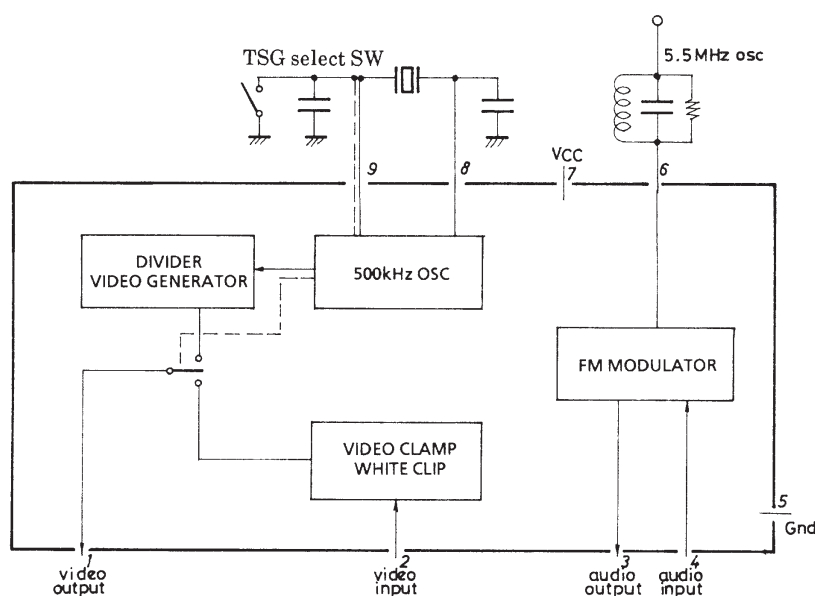 TSG select SW
5.5MHz osc
9
8
VCC
7
6
DIVIDER
VIDEO GENERATOR
500kHz OSC
FM MODULATOR
VIDEO CLAMP
WHITE CLIP
5
Gnd
1
video
output
2
video
input
3
audio
output
4
audio
input